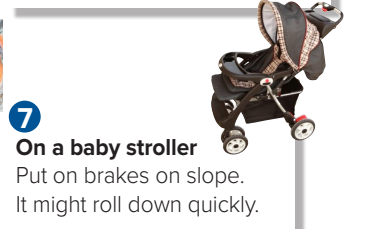 7
On a baby stroller
Put on brakes on slope.
It might roll down quickly.